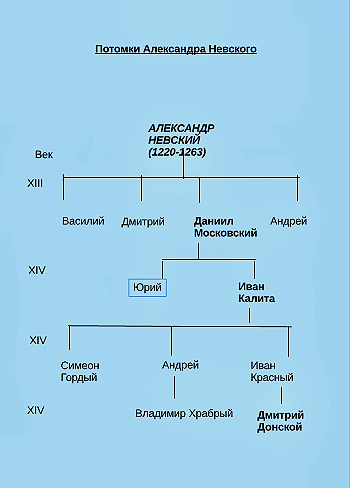 Потомки Александра Невского
АЛЕКСАНДР
НЕВСКИЙ
(1220-1263)
Век
XIII
Василий Дмитрий Даниил Андрей
Московский
XIV
Юрий Иван
Калита
XIV
Симеон Андрей Иван
Гордый Красный
XIV
Владимир Храбрый Дмитрий
Донской